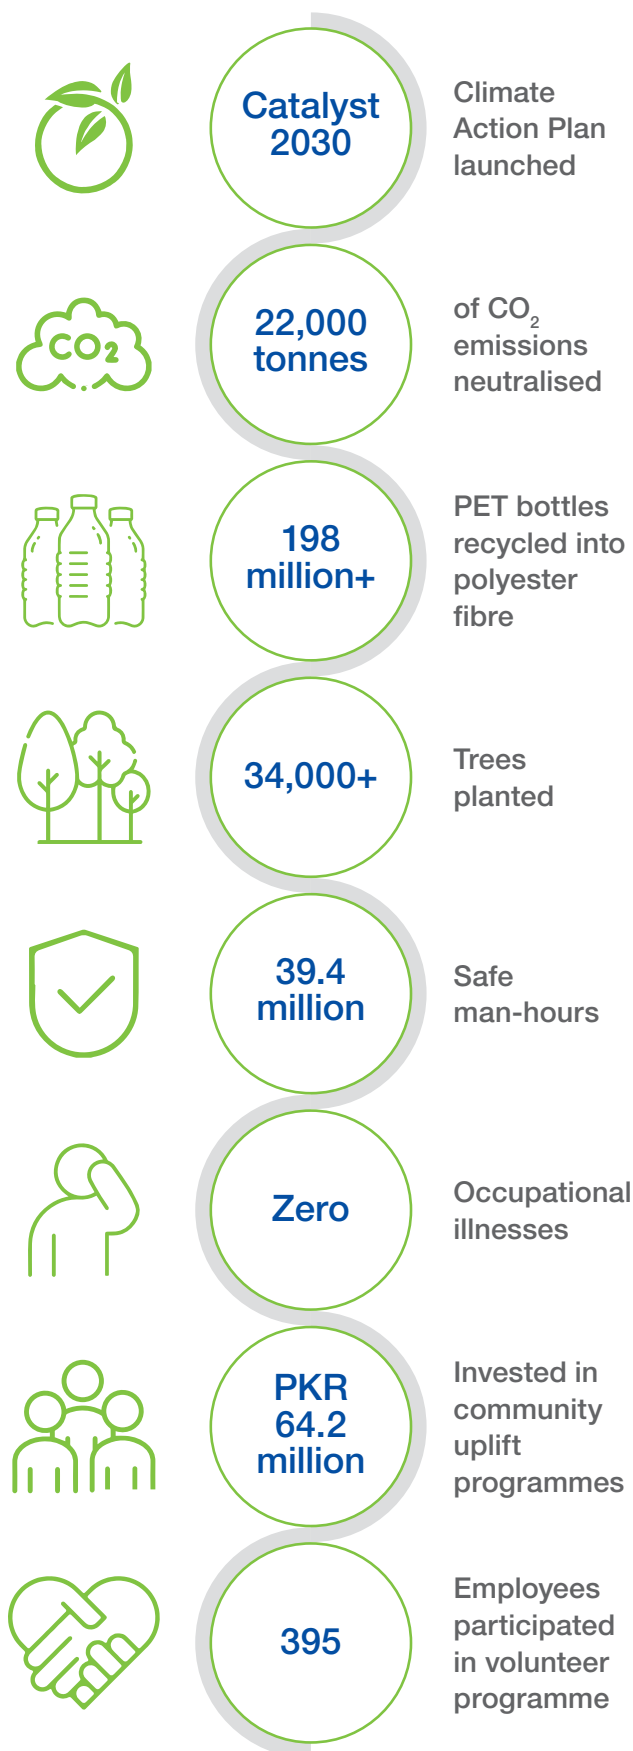 Catalyst
2030
Climate
Action Plan
launched
CO2
22,000
tonnes
of CO₂
emissions
neutralised
198
million+
PET bottles
recycled into
polyester
fibre
34,000+
Trees
planted
39.4
million
Safe
man-hours
Zero
Occupational
illnesses
PKR
64.2
million
Invested in
community
uplift
programmes
395
Employees
participated
in volunteer
programme